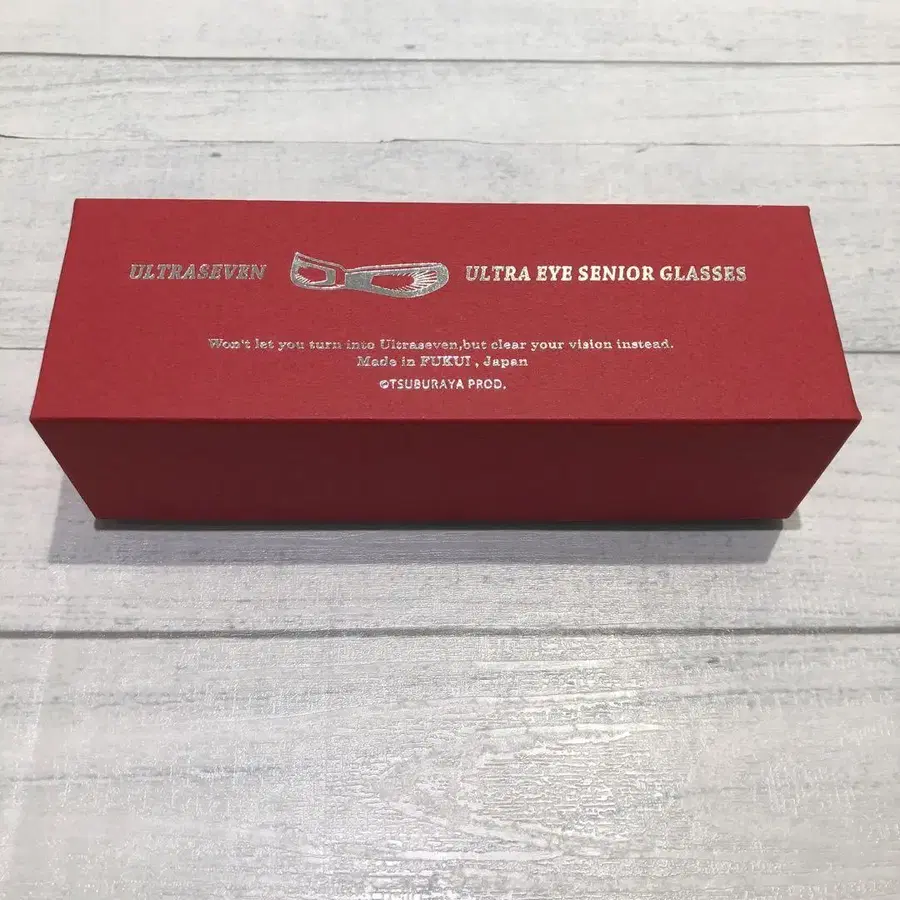 ULTRASEVEN ULTRA EYE SENIOR GLASSES
Won't let you turn into Ultraseven,but clear your vision instead.
Made in FUKUI , Japan
©TSUBURAYA PROD.